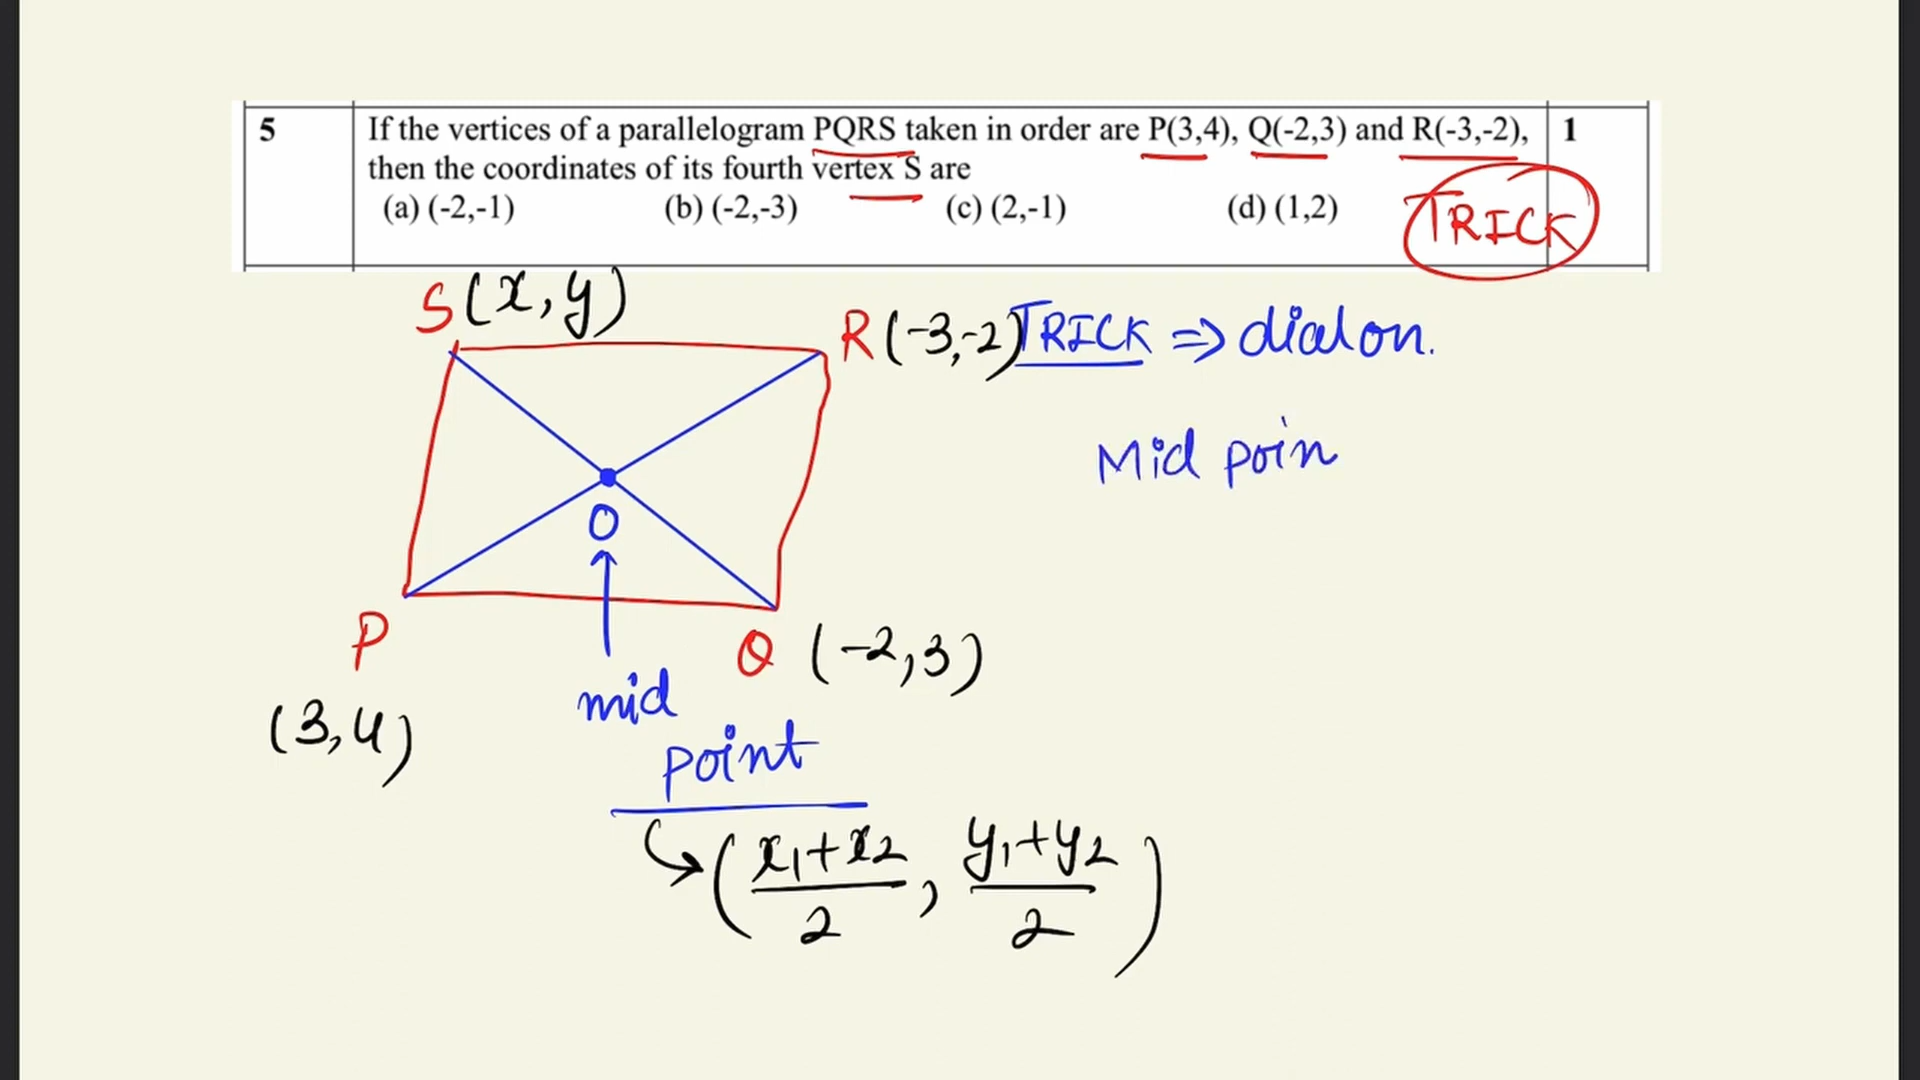 5 If the vertices of a parallelogram PQRS taken in order are P(3,4), Q(-2,3) and R(-3,-2), 1
then the coordinates of its fourth vertex S are
(a) (-2,-1) (b) (-2,-3) (c) (2,-1) (d) (1,2) TRICK
S (x, y)
R (-3,-2) TRICK ⇒ dialon.
Mid poin
O
P Q (-2,3)
(3,4) mid
point
↪ (x₁+x₂/2, y₁+y₂/2)